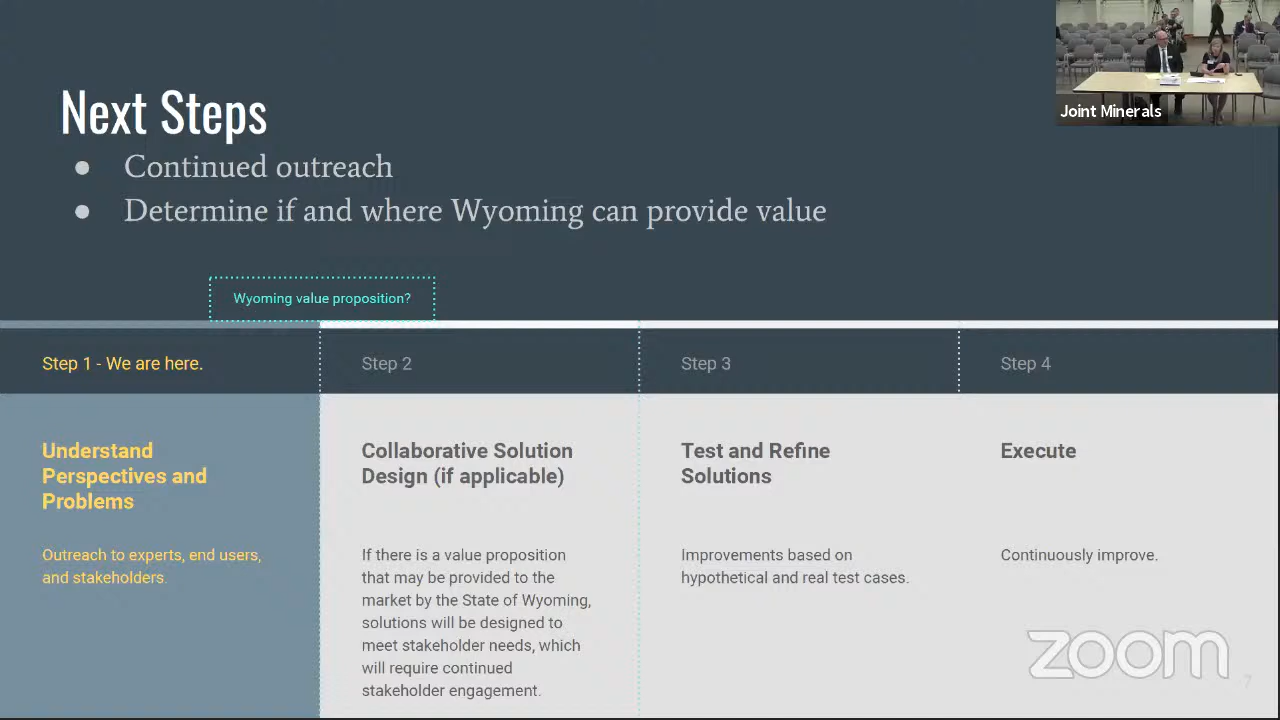 Joint Minerals
Next Steps
● Continued outreach
● Determine if and where Wyoming can provide value
Wyoming value proposition?
Step 1 - We are here.
Step 2
Step 3
Step 4
Understand
Perspectives and
Problems
Outreach to experts, end users,
and stakeholders.
Collaborative Solution
Design (if applicable)
If there is a value proposition
that may be provided to the
market by the State of Wyoming,
solutions will be designed to
meet stakeholder needs, which
will require continued
stakeholder engagement.
Test and Refine
Solutions
Improvements based on
hypothetical and real test cases.
Execute
Continuously improve.
zoom
7